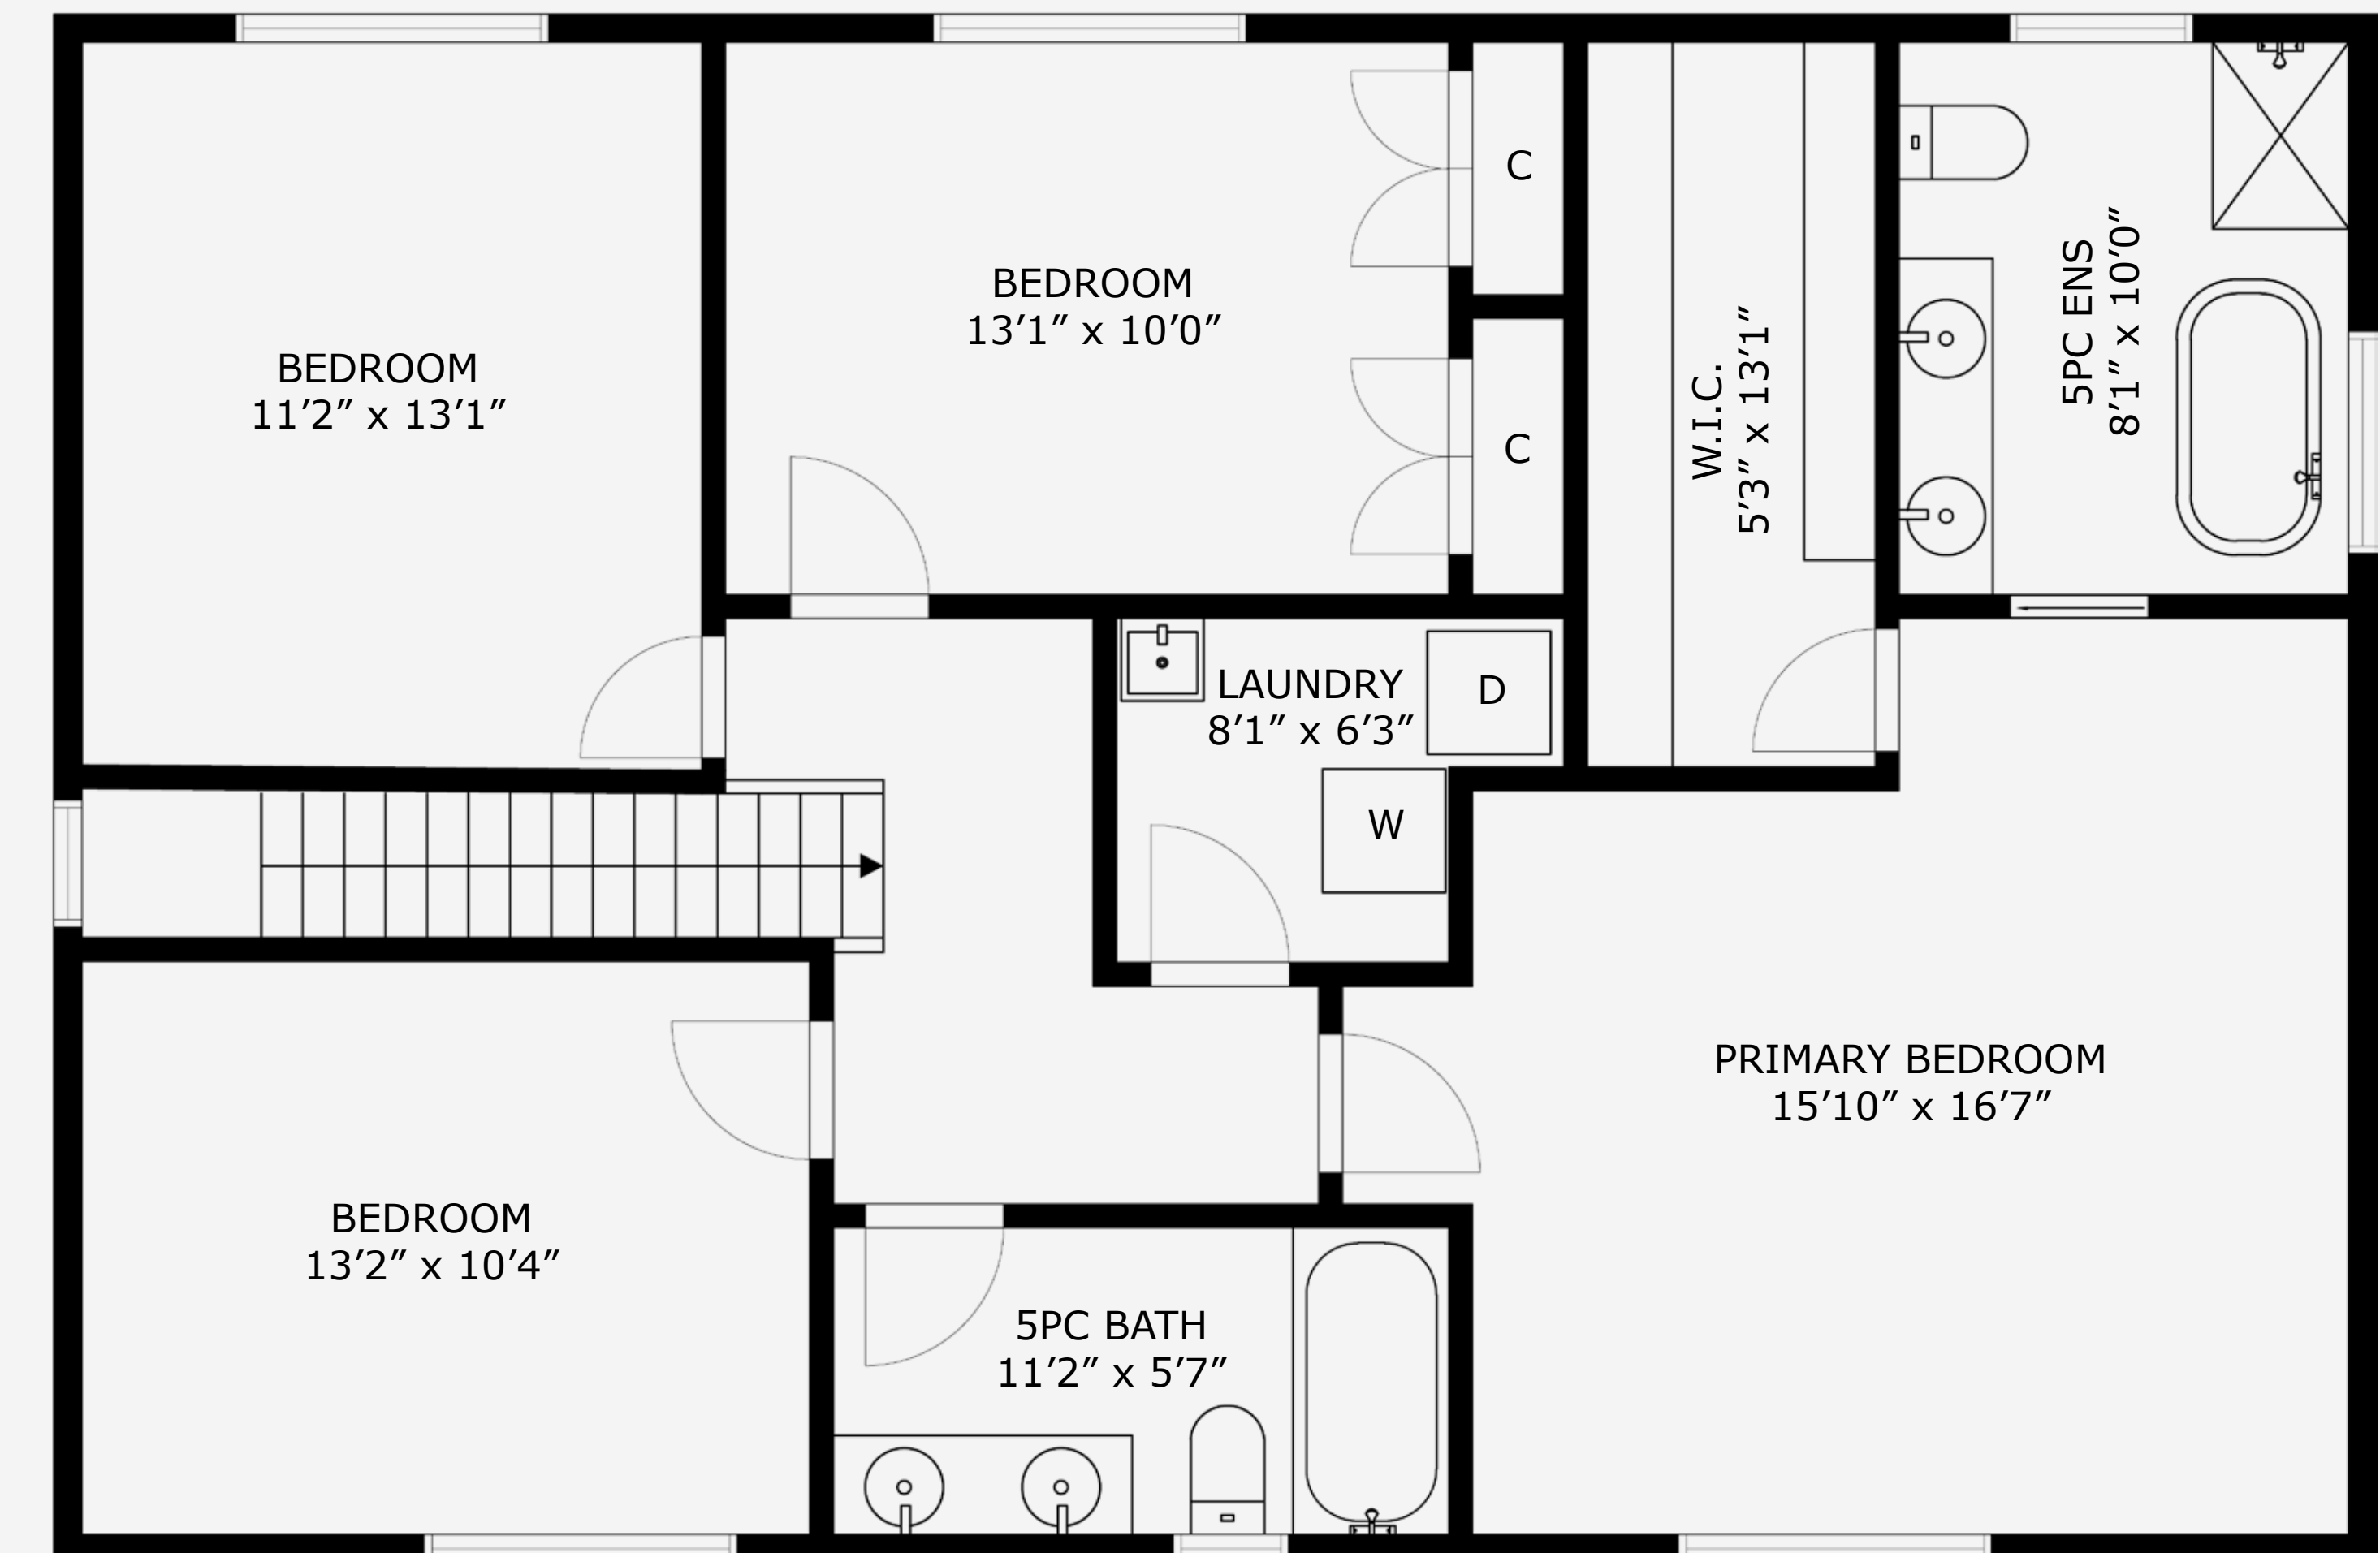 BEDROOM
11′2″ x 13′1″
BEDROOM
13′1″ x 10′0″
C
C
W.I.C.
5′3″ x 13′1″
5PC ENS
8′1″ x 10′0″
LAUNDRY
8′1″ x 6′3″
D
W
PRIMARY BEDROOM
15′10″ x 16′7″
BEDROOM
13′2″ x 10′4″
5PC BATH
11′2″ x 5′7″